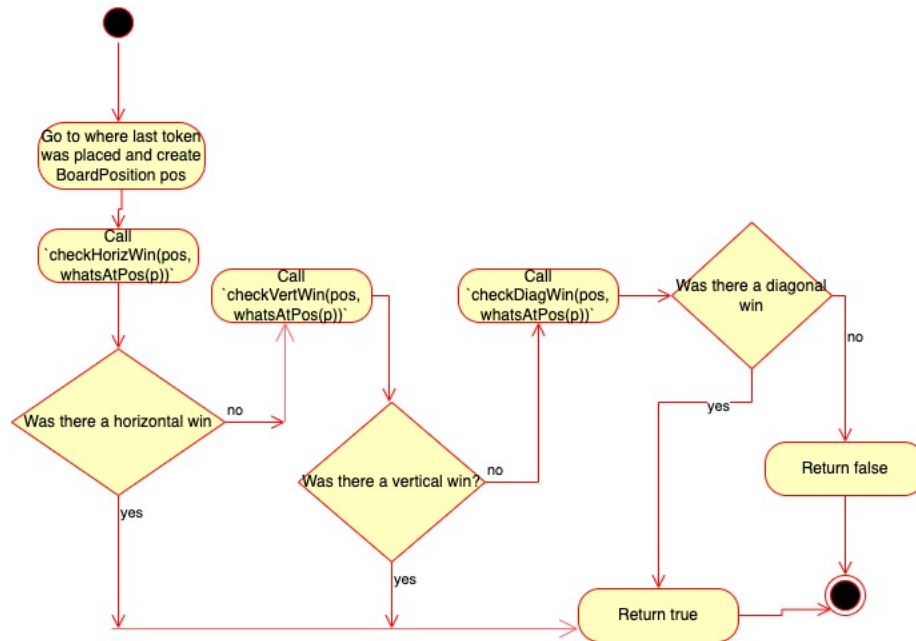 Go to where last token
was placed and create
BoardPosition pos
Call
`checkHorizWin(pos,
whatsAtPos(p))`
Was there a horizontal win
no
yes
Call
`checkVertWin(pos,
whatsAtPos(p))`
Was there a vertical win?
no
yes
Call
`checkDiagWin(pos,
whatsAtPos(p))`
Was there a diagonal
win
no
yes
Return false
Return true